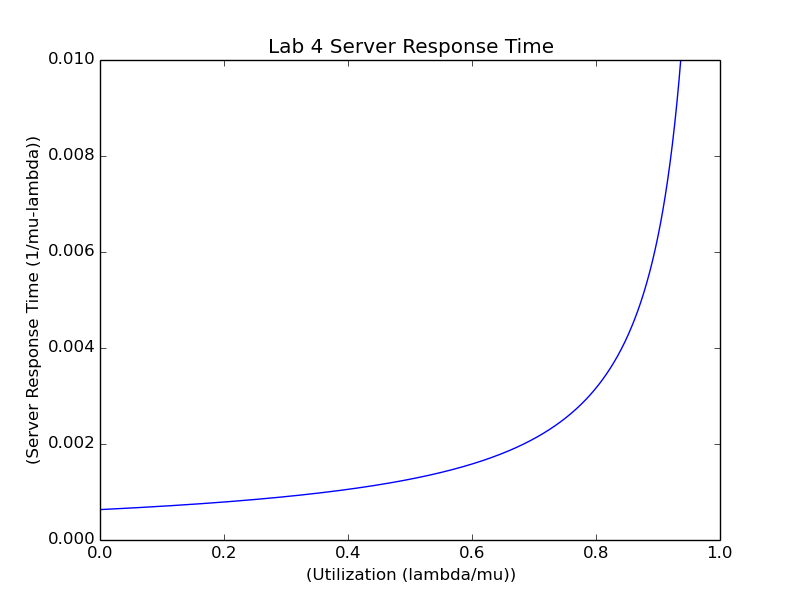 Lab 4 Server Response Time
0.010
0.008
0.006
0.004
0.002
0.000
(Server Response Time (1/mu-lambda))
0.0 0.2 0.4 0.6 0.8 1.0
(Utilization (lambda/mu))